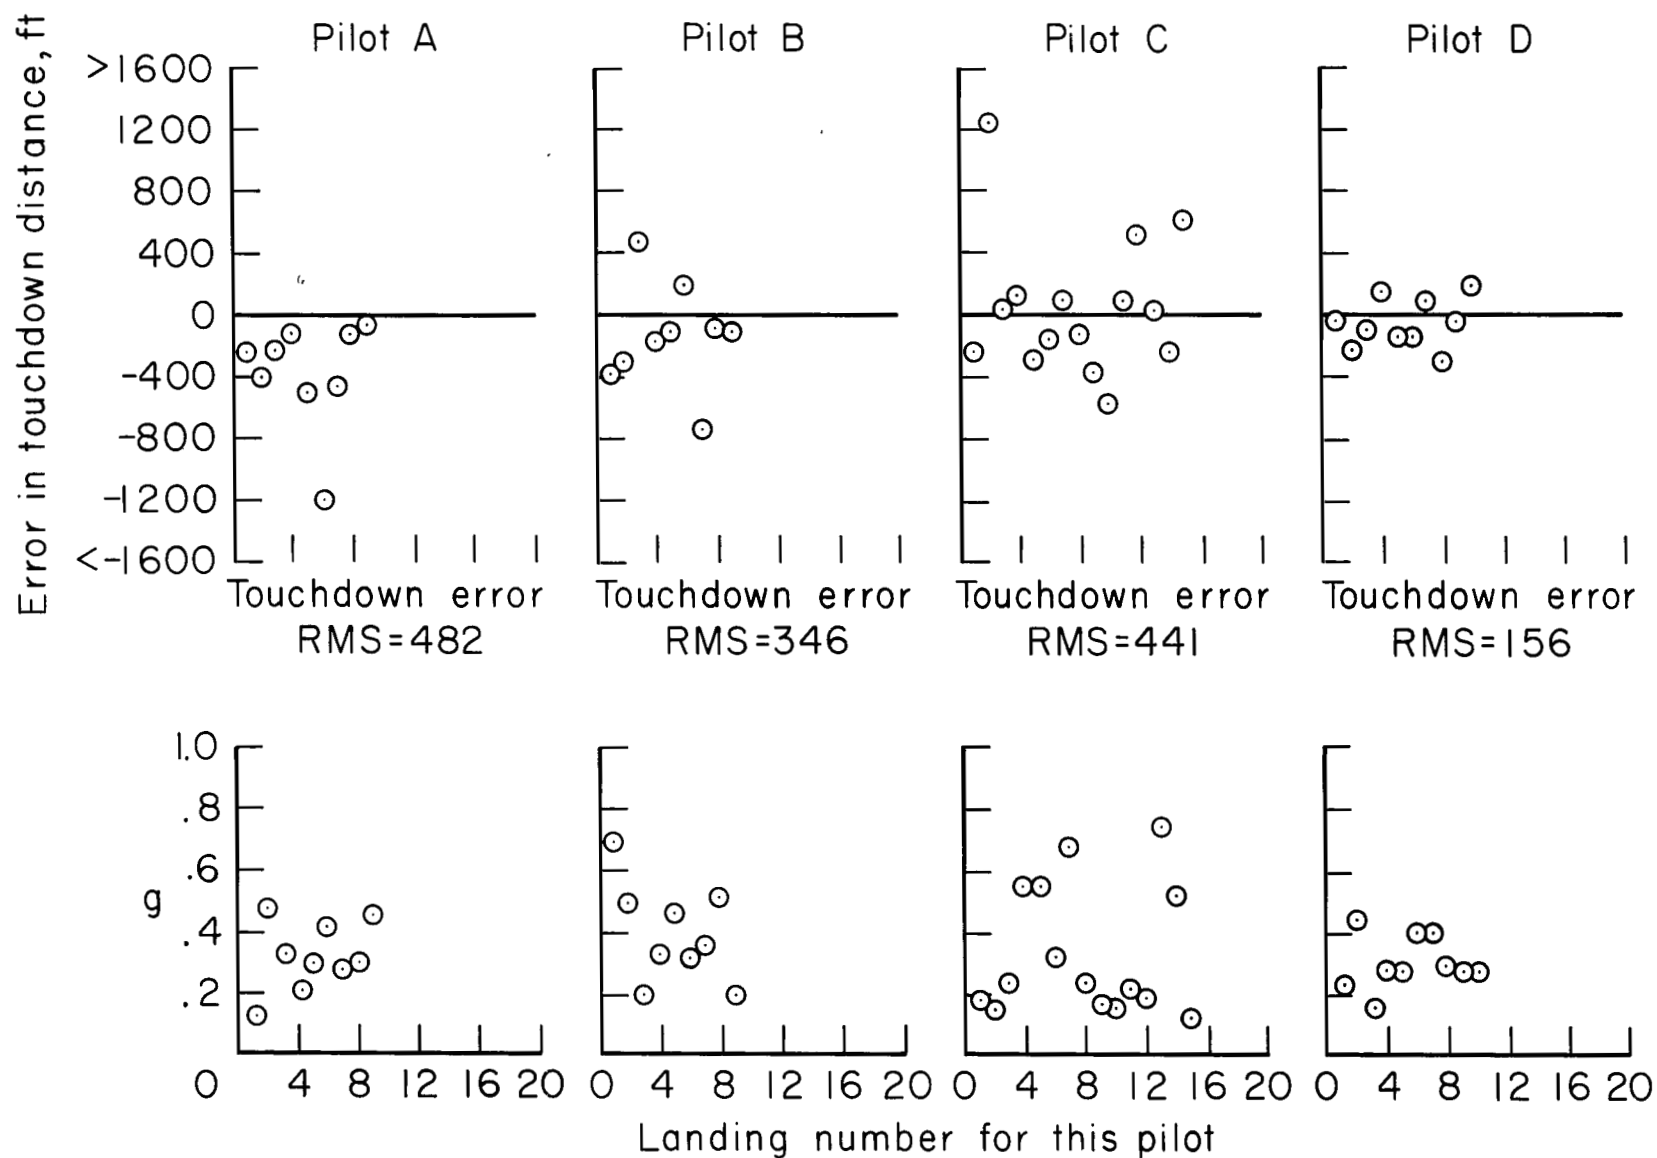 Pilot A Pilot B Pilot C Pilot D
Error in touchdown distance, ft
>1600
1200
800
400
0
-400
-800
-1200
<-1600
Touchdown error Touchdown error Touchdown error Touchdown error
RMS=482 RMS=346 RMS=441 RMS=156
1.0
.8
.6
g
.4
.2
0 4 8 12 16 20 0 4 8 12 16 20 0 4 8 12 16 20 0 4 8 12 16 20
Landing number for this pilot